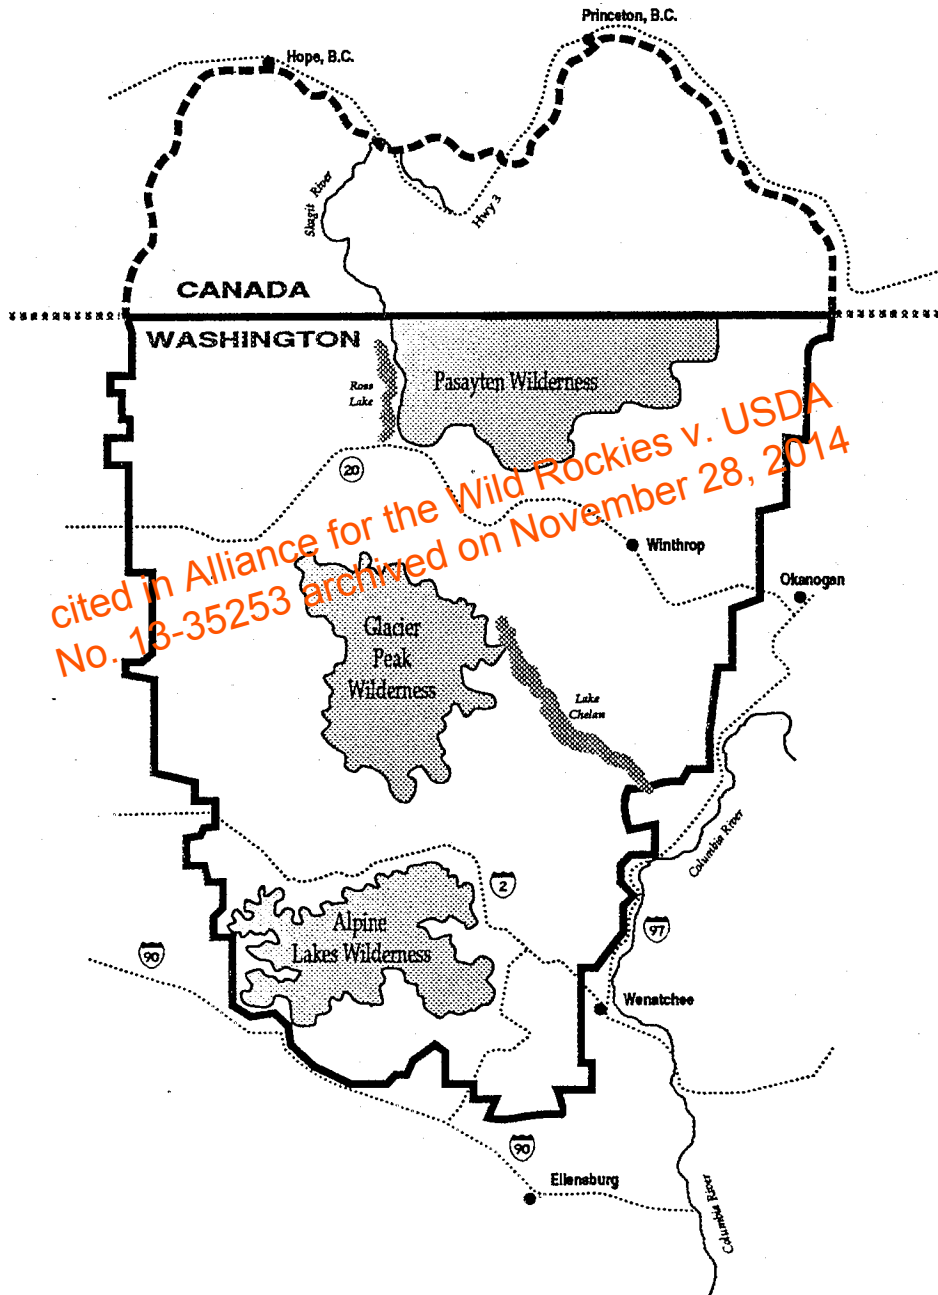 Princeton, B.C.
Hope, B.C.
Skagit River
Hwy 3
CANADA
WASHINGTON
Ross
Lake
Pasayten Wilderness
20
cited in Alliance for the Wild Rockies v. USDA
No. 13-35253 archived on November 28, 2014
Winthrop
Okanogan
Glacier
Peak
Wilderness
Lake
Chelan
Columbia River
2
Alpine
Lakes Wilderness
97
90
Wenatchee
90
Ellensburg
Columbia River